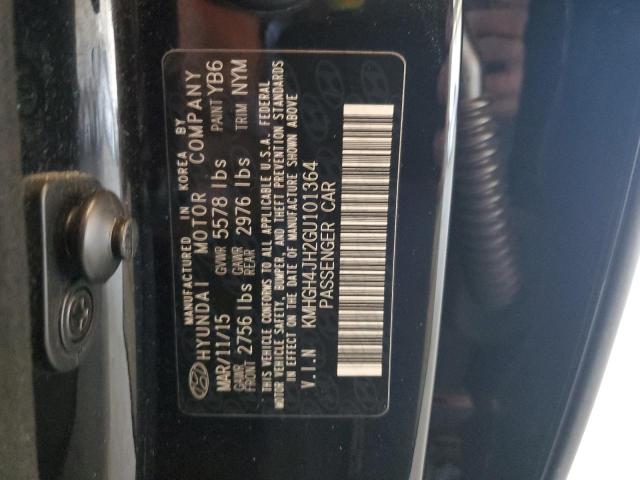 MANUFACTURED IN KOREA BY
HYUNDAI MOTOR COMPANY
MAR/11/15 GVWR 5578 lbs PAINT YB6
GAWR FRONT 2756 lbs GAWR REAR 2976 lbs TRIM NYM
THIS VEHICLE CONFORMS TO ALL APPLICABLE U.S.A. FEDERAL
MOTOR VEHICLE SAFETY, BUMPER, AND THEFT PREVENTION STANDARDS
IN EFFECT ON THE DATE OF MANUFACTURE SHOWN ABOVE
V.I.N KMHGH4JH2GU101364
PASSENGER CAR